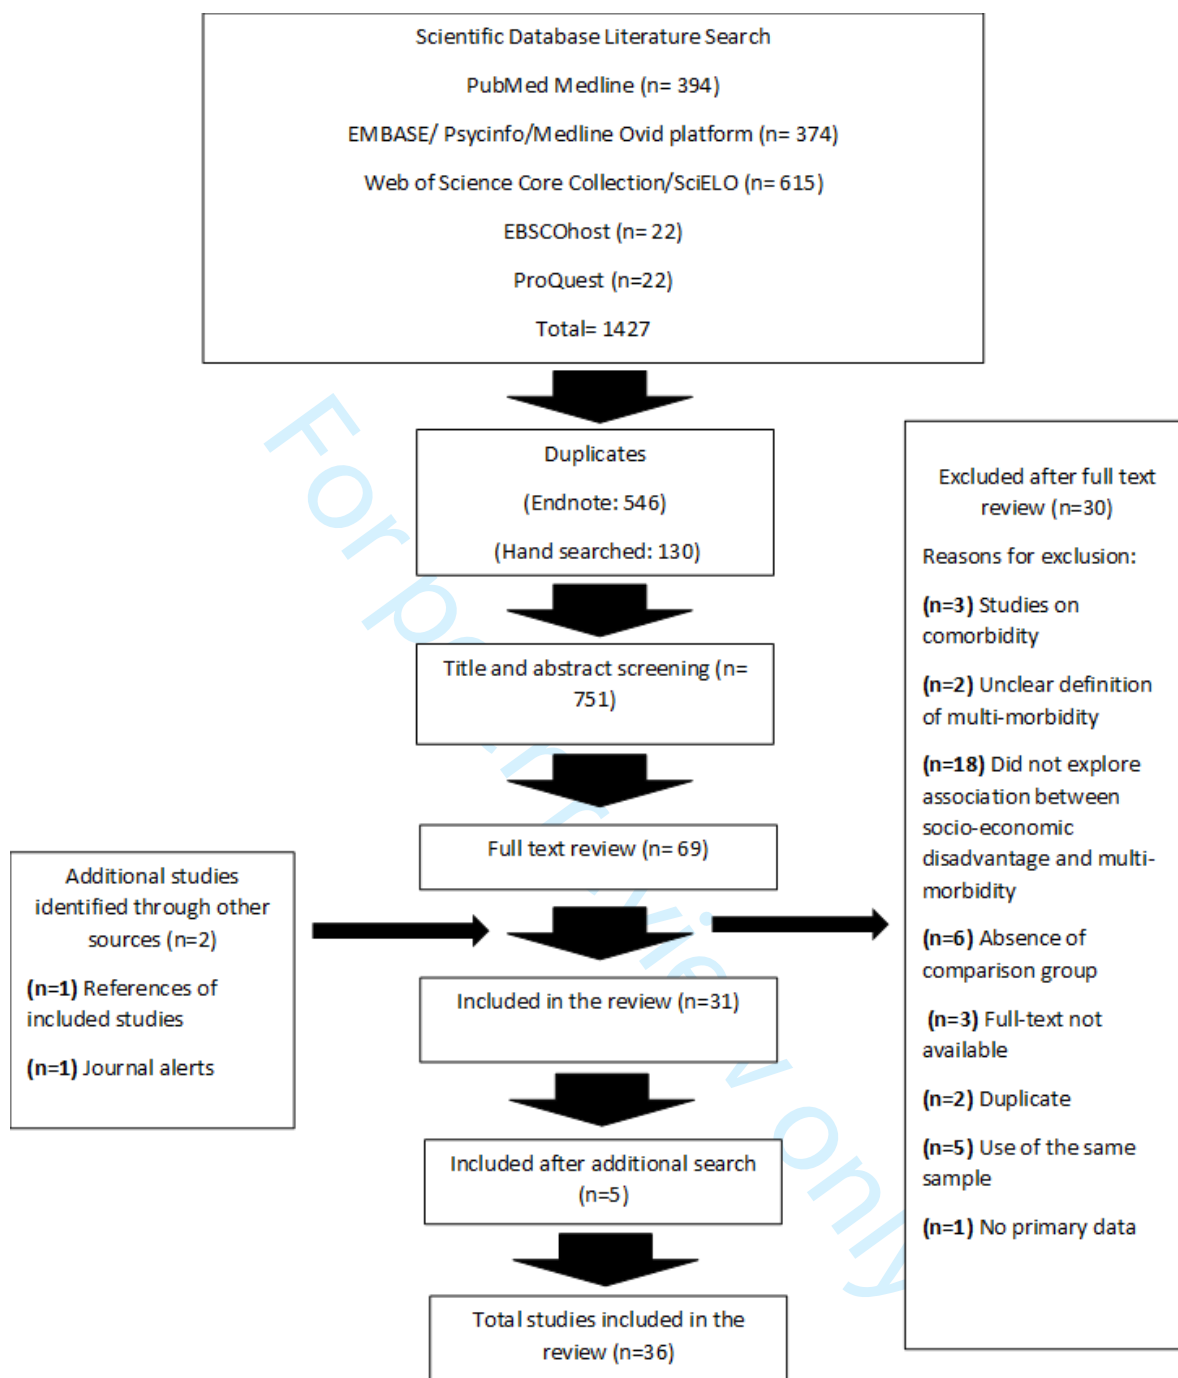 Scientific Database Literature Search
PubMed Medline (n= 394)
EMBASE/ Psycinfo/Medline Ovid platform (n= 374)
Web of Science Core Collection/SciELO (n= 615)
EBSCOhost (n= 22)
ProQuest (n=22)
Total= 1427
Duplicates
(Endnote: 546)
(Hand searched: 130)
Title and abstract screening (n=
751)
Full text review (n= 69)
Additional studies
identified through other
sources (n=2)
(n=1) References of
included studies
(n=1) Journal alerts
Excluded after full text
review (n=30)
Reasons for exclusion:
(n=3) Studies on
comorbidity
(n=2) Unclear definition
of multi-morbidity
(n=18) Did not explore
association between
socio-economic
disadvantage and multi-
morbidity
(n=6) Absence of
comparison group
(n=3) Full-text not
available
(n=2) Duplicate
(n=5) Use of the same
sample
(n=1) No primary data
Included in the review (n=31)
Included after additional search
(n=5)
Total studies included in the
review (n=36)
For peer review only